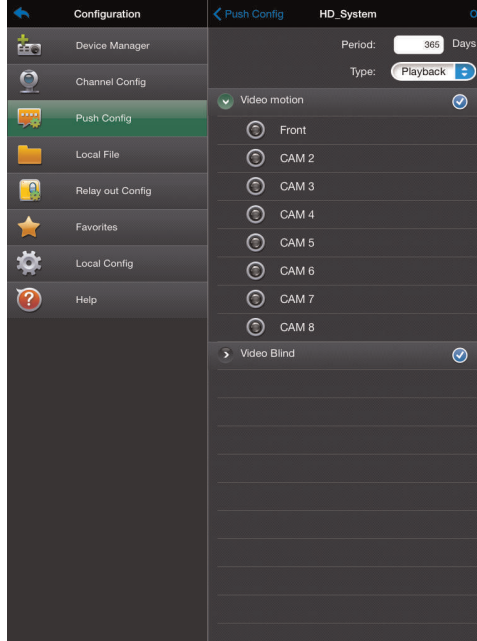 Configuration
Device Manager
Channel Config
Push Config
Local File
Relay out Config
Favorites
Local Config
Help
Push Config HD_System
Period: 365 Days
Type: Playback
Video motion
Front
CAM 2
CAM 3
CAM 4
CAM 5
CAM 6
CAM 7
CAM 8
Video Blind